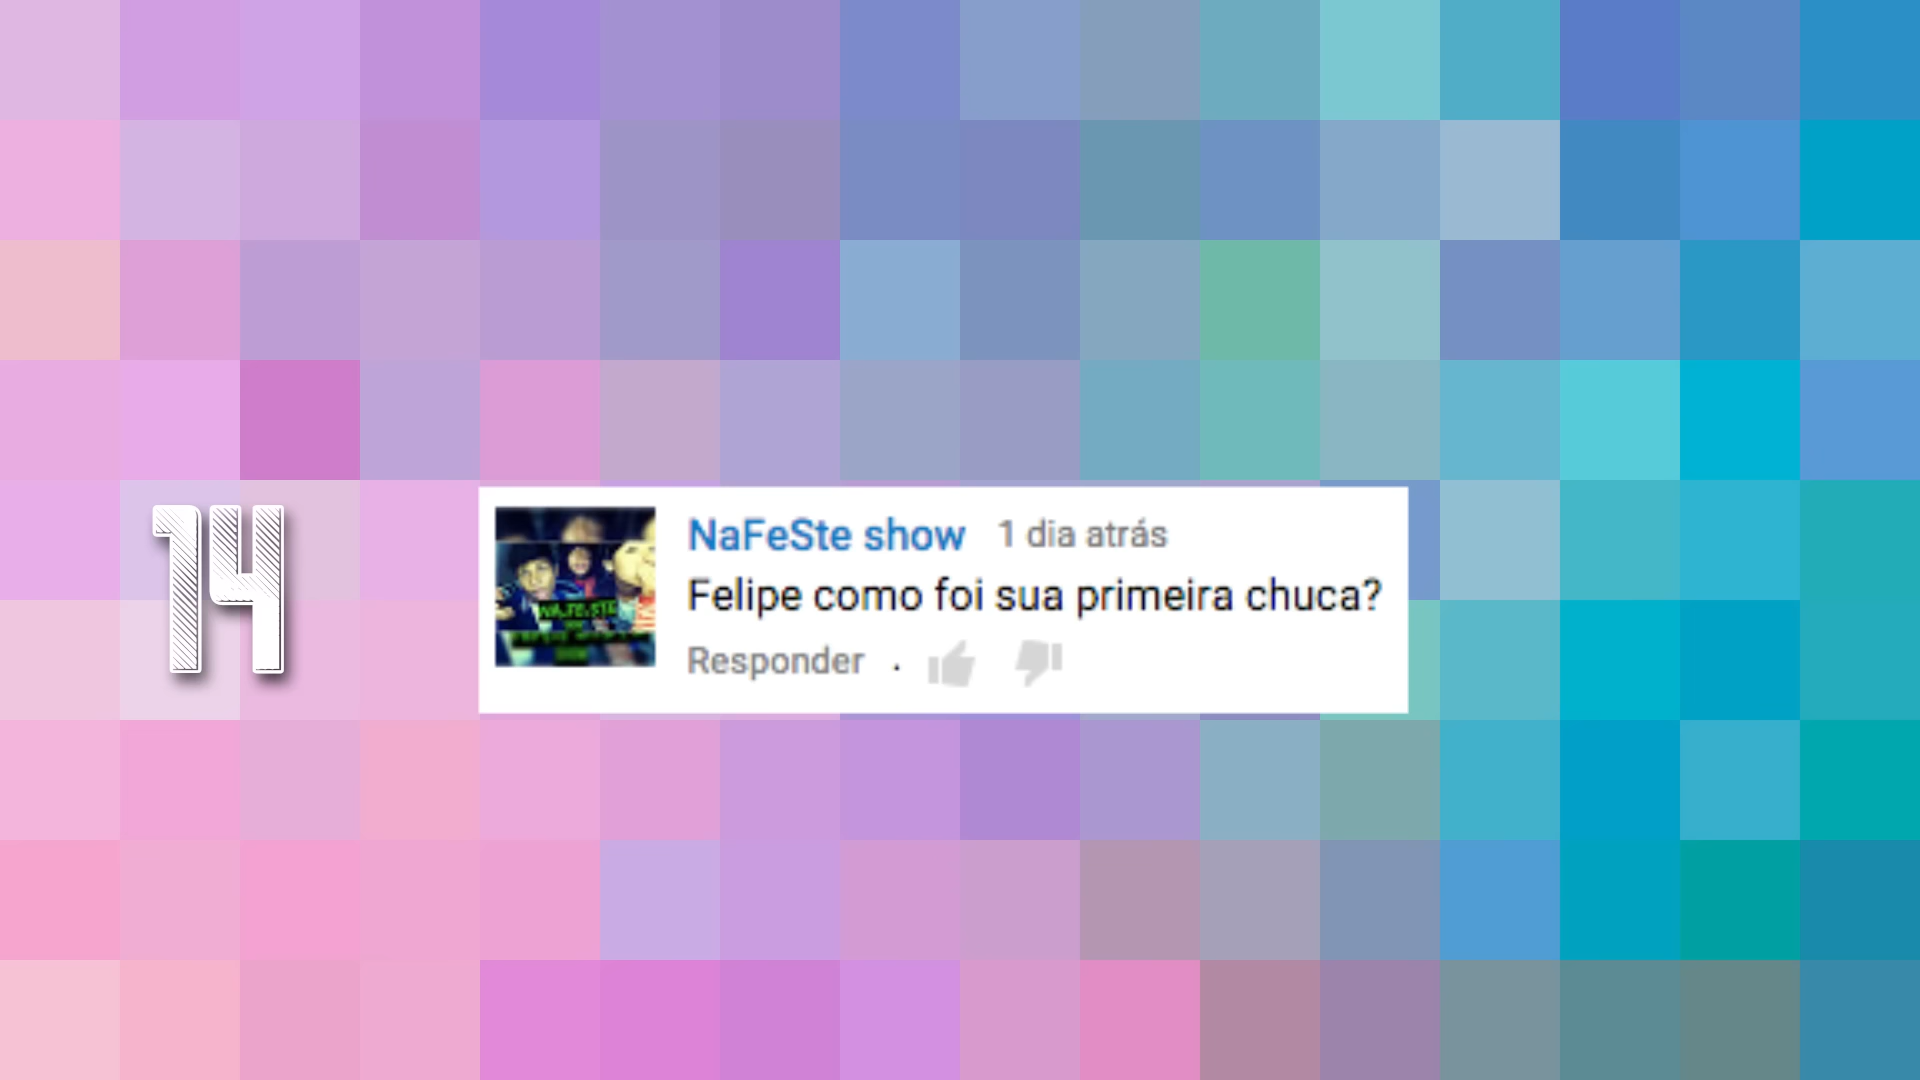 14
NaFeSte show 1 dia atrás
Felipe como foi sua primeira chuca?
Responder .